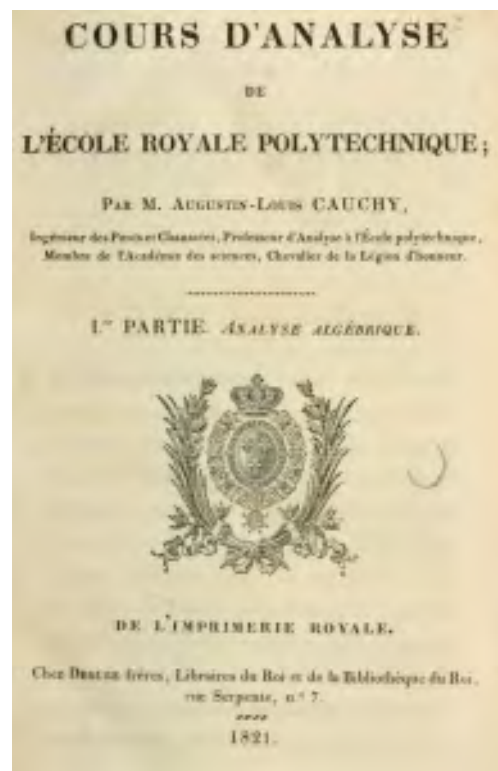 COURS D'ANALYSE
DE
L'ÉCOLE ROYALE POLYTECHNIQUE;
PAR M. AUGUSTIN-LOUIS CAUCHY,
Ingénieur des Ponts et Chaussées, Professeur d'Analyse à l'École polytechnique,
Membre de l'Académie des sciences, Chevalier de la Légion d'honneur.
I.re PARTIE. ANALYSE ALGÉBRIQUE.
DE L'IMPRIMERIE ROYALE.
Chez DEBURE frères, Libraires du Roi et de la Bibliothèque du Roi,
rue Serpente, n.º 7.
1821.